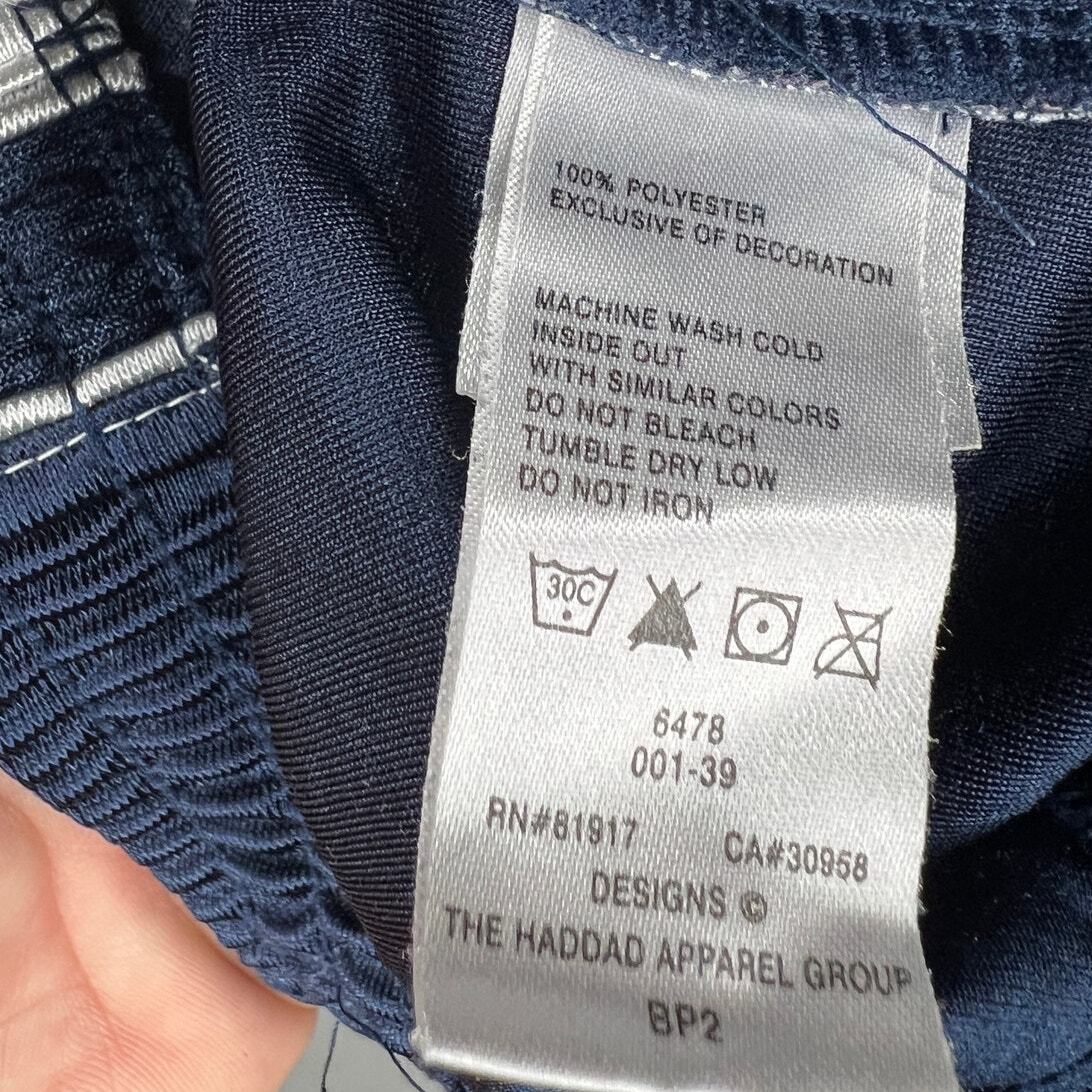 100% POLYESTER
EXCLUSIVE OF DECORATION
MACHINE WASH COLD
INSIDE OUT
WITH SIMILAR COLORS
DO NOT BLEACH
TUMBLE DRY LOW
DO NOT IRON
30C
6478
001-39
RN#81917 CA#30958
DESIGNS ©
THE HADDAD APPAREL GROUP
BP2